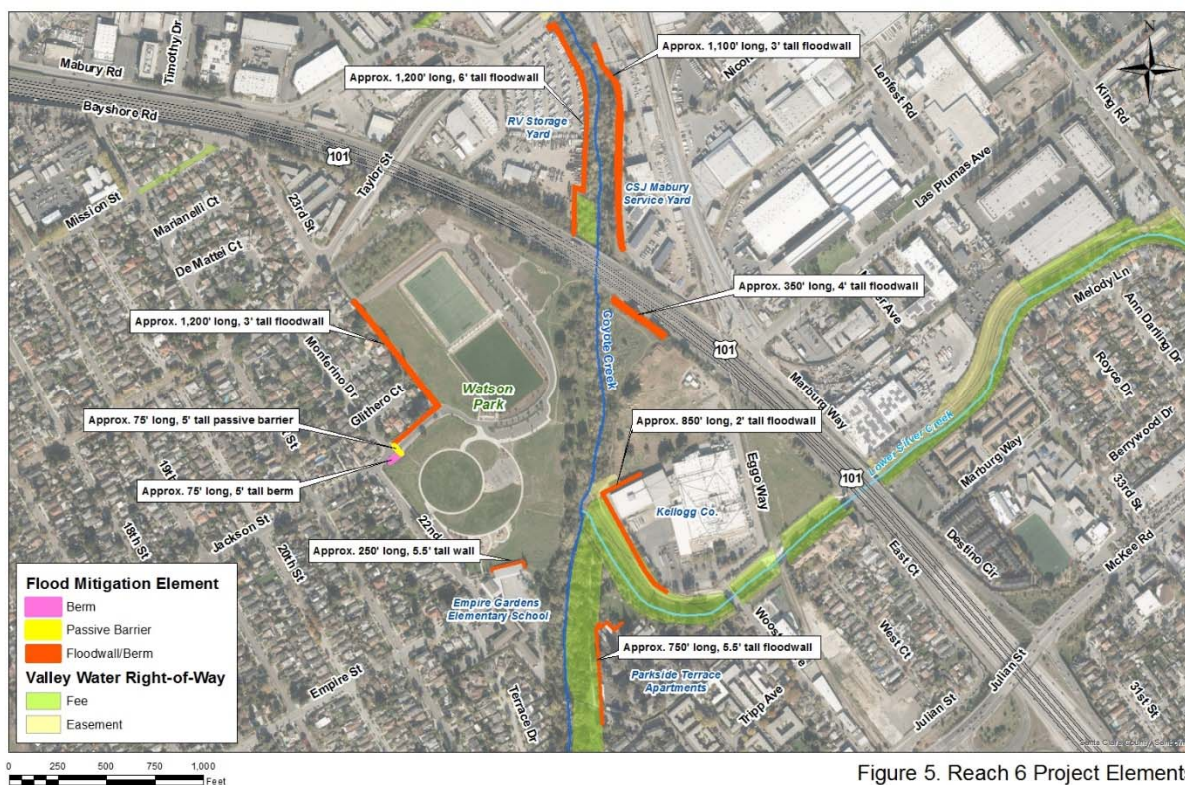 Mabury Rd
Timothy Dr
Bayshore Rd
Approx. 1,200' long, 6' tall floodwall
Approx. 1,100' long, 3' tall floodwall
Lenfest Rd
King Rd
N
RV Storage
Yard
101
Taylor St
Las Plumas Ave
Mission St
Marianelli Ct
23rd St
CSJ Mabury
Service Yard
De Mattei Ct
Melody Ln
Approx. 350' long, 4' tall floodwall
Ann Darling Dr
Approx. 1,200' long, 3' tall floodwall
Coyote Creek
101
Monferino Dr
Watson
Park
Marburg Way
Royce Dr
Glithero Ct
Approx. 75' long, 5' tall passive barrier
Approx. 850' long, 2' tall floodwall
Lower Silver Creek
Berrywood Dr
Marburg Way
Eggo Way
101
33rd St
19th St
Approx. 75' long, 5' tall berm
Kellogg Co.
18th St
Jackson St
22nd
20th St
Approx. 250' long, 5.5' tall wall
East Ct
Destino Cir
McKee Rd
Empire Gardens
Elementary School
West Ct
Approx. 750' long, 5.5' tall floodwall
Parkside Terrace
Apartments
Julian St
Empire St
Terrace Dr
Tripp Ave
Julian St
31st St
Flood Mitigation Element
Berm
Passive Barrier
Floodwall/Berm
Valley Water Right-of-Way
Fee
Easement
0 250 500 750 1,000
Feet
Figure 5. Reach 6 Project Element